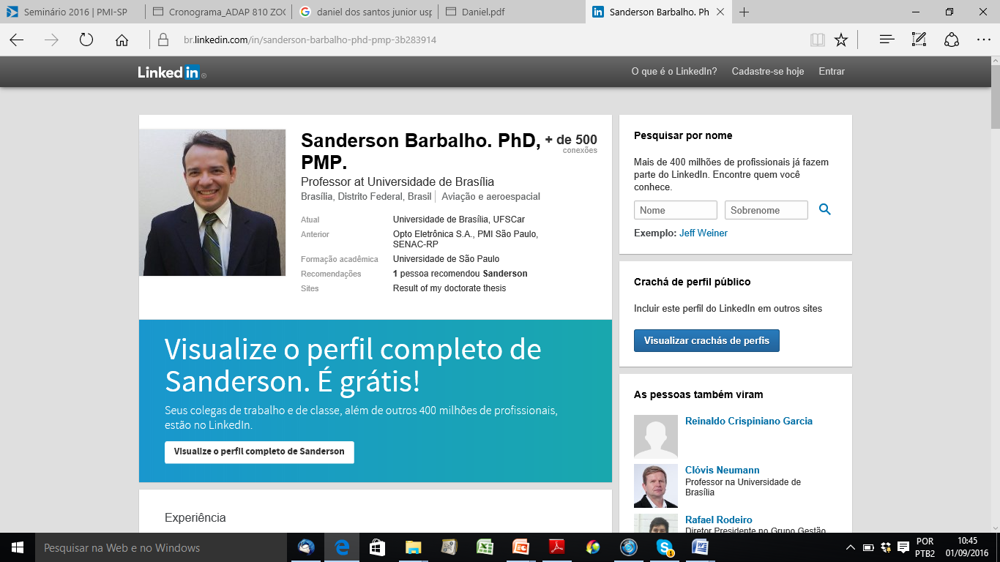 Seminário 2016 | PMI-SP
Cronograma_ADAP 810 ZOO
daniel dos santos junior usp
Daniel.pdf
Sanderson Barbalho. Ph
br.linkedin.com/in/sanderson-barbalho-phd-pmp-3b283914
Linked in ®
O que é o LinkedIn? Cadastre-se hoje Entrar
Sanderson Barbalho. PhD,
PMP.
+ de 500
conexões
Professor at Universidade de Brasília
Brasília, Distrito Federal, Brasil Aviação e aeroespacial
Atual Universidade de Brasília, UFSCar
Anterior Opto Eletrônica S.A., PMI São Paulo,
SENAC-RP
Formação acadêmica Universidade de São Paulo
Recomendações 1 pessoa recomendou Sanderson
Sites Result of my doctorate thesis
Visualize o perfil completo de
Sanderson. É grátis!
Seus colegas de trabalho e de classe, além de outros 400 milhões de profissionais,
estão no LinkedIn.
Visualize o perfil completo de Sanderson
Experiência
Pesquisar por nome
Mais de 400 milhões de profissionais já fazem
parte do LinkedIn. Encontre quem você
conhece.
Nome Sobrenome
Exemplo: Jeff Weiner
Crachá de perfil público
Incluir este perfil do LinkedIn em outros sites
Visualizar crachás de perfis
As pessoas também viram
Reinaldo Crispiniano Garcia
Clóvis Neumann
Professor na Universidade de
Brasília
Rafael Rodeiro
Diretor Presidente no Grupo Gestão
Pesquisar na Web e no Windows
POR
PTB2
10:45
01/09/2016